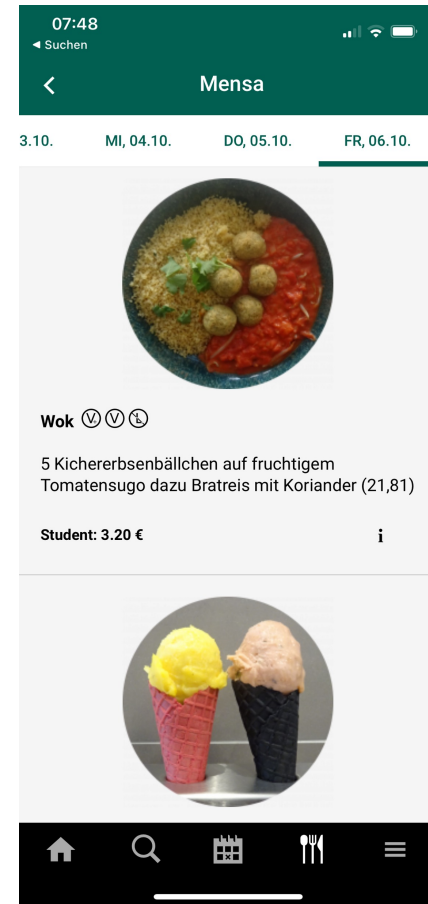 07:48
◀ Suchen
Mensa
3.10. MI, 04.10. DO, 05.10. FR, 06.10.
Wok
5 Kichererbsenbällchen auf fruchtigem
Tomatensugo dazu Bratreis mit Koriander (21,81)
Student: 3.20 € i